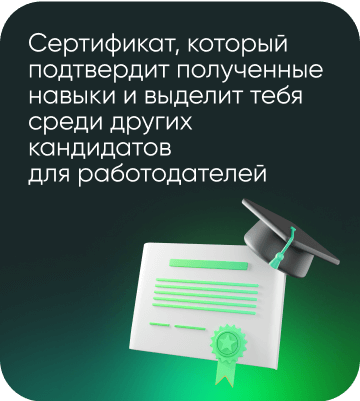 Сертификат, который
подтвердит полученные
навыки и выделит тебя
среди других
кандидатов
для работодателей